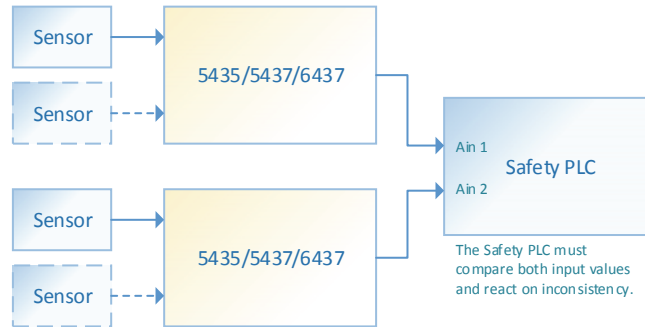 Sensor
5435/5437/6437
Sensor
Ain 1
Safety PLC
Ain 2
Sensor
5435/5437/6437
Sensor
The Safety PLC must
compare both input values
and react on inconsistency.